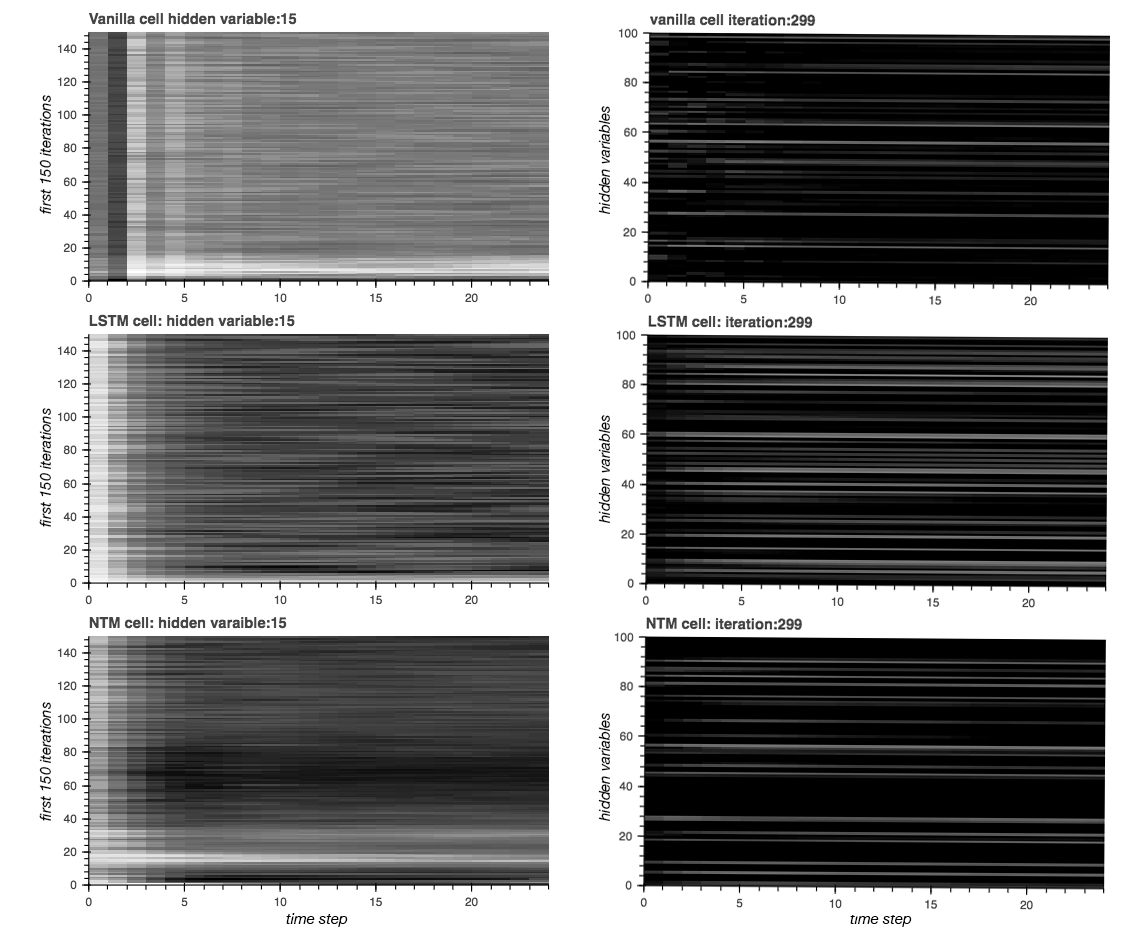 Vanilla cell hidden variable:15
first 150 iterations
140
120
100
80
60
40
20
0
0 5 10 15 20
vanilla cell iteration:299
hidden variables
100
80
60
40
20
0
0 5 10 15 20
LSTM cell: hidden variable:15
first 150 iterations
140
120
100
80
60
40
20
0
0 5 10 15 20
LSTM cell: iteration:299
hidden variables
100
80
60
40
20
0
0 5 10 15 20
NTM cell: hidden varaible:15
first 150 iterations
140
120
100
80
60
40
20
0
0 5 10 15 20
time step
NTM cell: iteration:299
hidden variables
100
80
60
40
20
0
0 5 10 15 20
time step